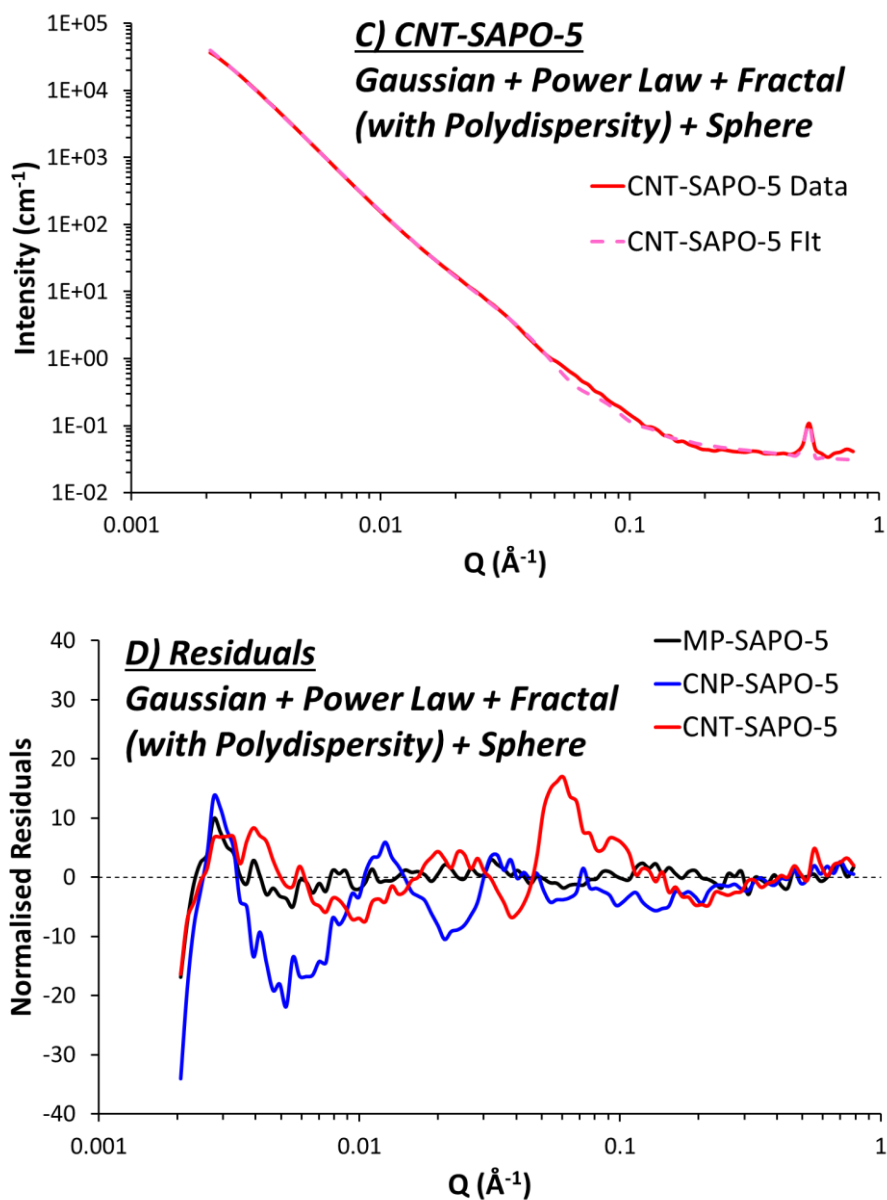 C) CNT-SAPO-5
Gaussian + Power Law + Fractal
(with Polydispersity) + Sphere
CNT-SAPO-5 Data
CNT-SAPO-5 FIt
Intensity (cm-1)
1E+05
1E+04
1E+03
1E+02
1E+01
1E+00
1E-01
1E-02
0.001
0.01
0.1
1
Q (Å-1)
D) Residuals
Gaussian + Power Law + Fractal
(with Polydispersity) + Sphere
MP-SAPO-5
CNP-SAPO-5
CNT-SAPO-5
Normalised Residuals
40
30
20
10
0
-10
-20
-30
-40
0.001
0.01
0.1
1
Q (Å-1)